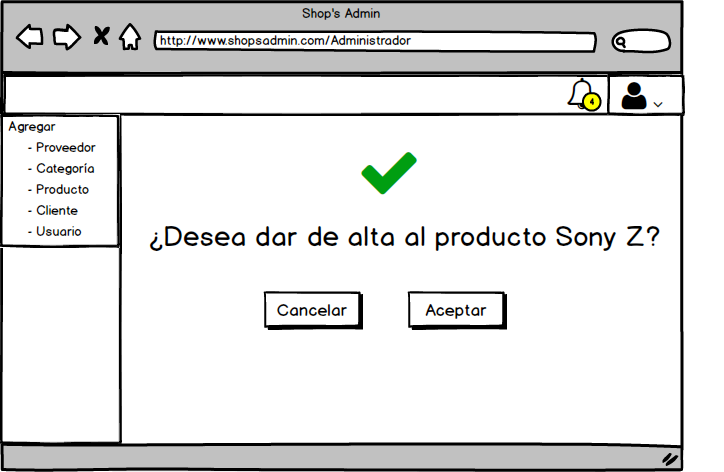 Shop's Admin
http://www.shopsadmin.com/Administrador
4
Agregar
- Proveedor
- Categoría
- Producto
- Cliente
- Usuario
¿Desea dar de alta al producto Sony Z?
Cancelar
Aceptar